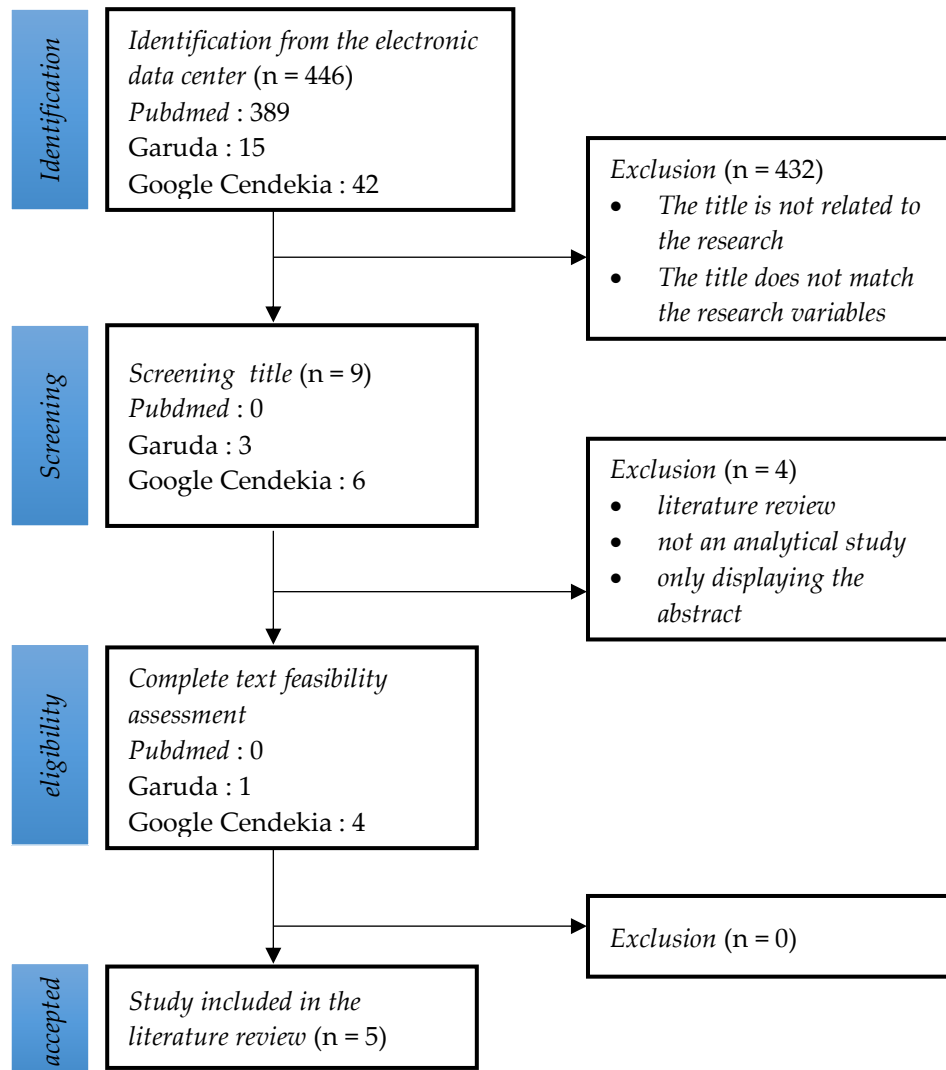 Identification
Identification from the electronic
data center (n = 446)
Pubdmed : 389
Garuda : 15
Google Cendekia : 42
Exclusion (n = 432)
• The title is not related to
the research
• The title does not match
the research variables
Screening
Screening title (n = 9)
Pubdmed : 0
Garuda : 3
Google Cendekia : 6
Exclusion (n = 4)
• literature review
• not an analytical study
• only displaying the
abstract
eligibility
Complete text feasibility
assessment
Pubdmed : 0
Garuda : 1
Google Cendekia : 4
Exclusion (n = 0)
accepted
Study included in the
literature review (n = 5)